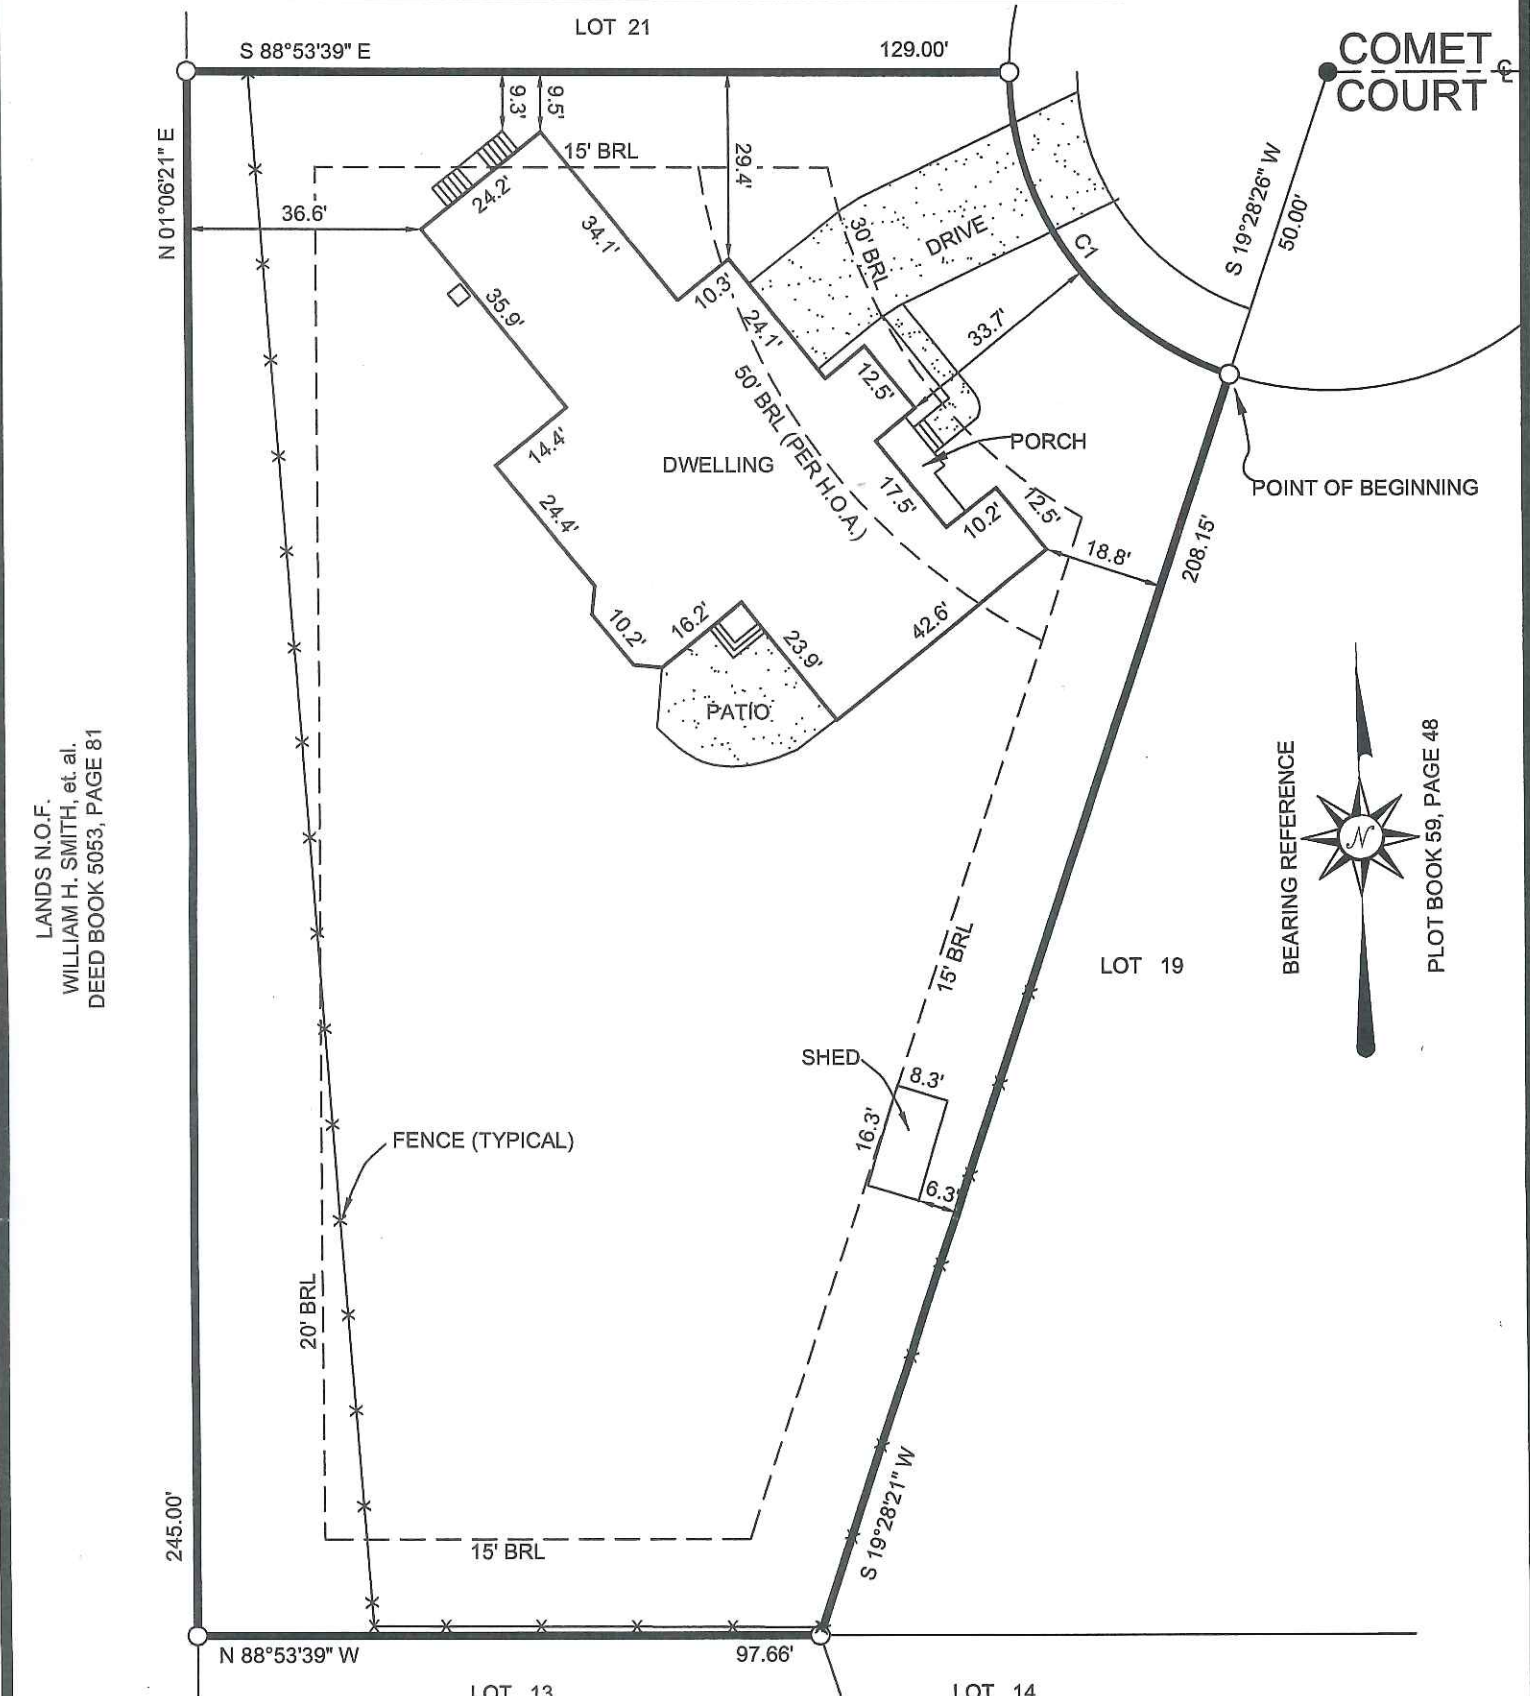 LOT 21
S 88°53'39" E
129.00'
COMET
COURT
℄
N 01°06'21" E
9.3'
9.5'
15' BRL
29.4'
24.2'
36.6'
34.1'
10.3'
30' BRL
DRIVE
C1
S 19°28'26" W
50.00'
35.9'
24.1'
33.7'
12.5'
50' BRL (PER H.O.A.)
14.4'
DWELLING
PORCH
POINT OF BEGINNING
17.5'
10.2'
12.5'
24.4'
18.8'
208.15'
10.2'
16.2'
23.9'
42.6'
PATIO
LANDS N.O.F.
WILLIAM H. SMITH, et. al.
DEED BOOK 5053, PAGE 81
BEARING REFERENCE
N
PLOT BOOK 59, PAGE 48
15' BRL
LOT 19
SHED
8.3'
16.3'
6.3'
FENCE (TYPICAL)
20' BRL
245.00'
15' BRL
S 19°28'21" W
N 88°53'39" W
97.66'
LOT 13
LOT 14